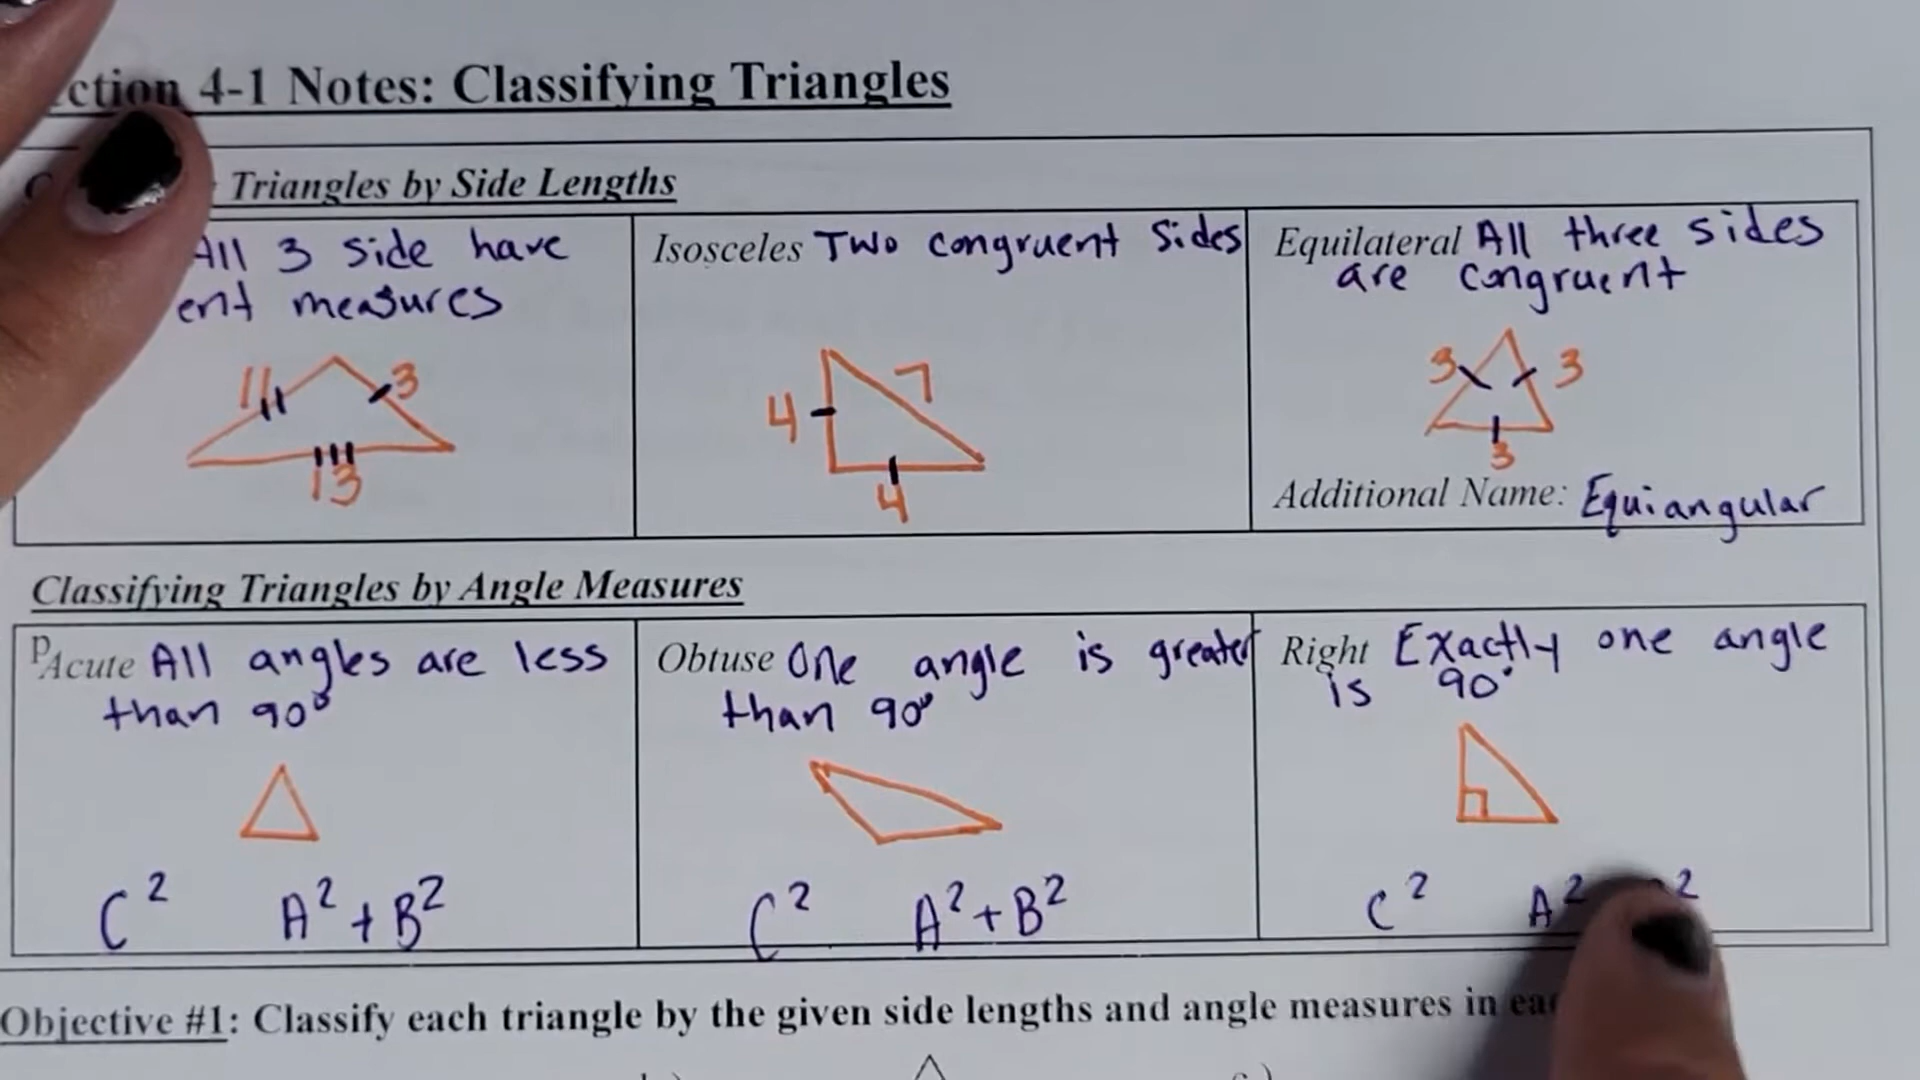 ction 4-1 Notes: Classifying Triangles
Triangles by Side Lengths
All 3 side have
ent measures
11 3
13
Isosceles Two congruent Sides
4 7
4
Equilateral All three sides
are congruent
3 3
3
Additional Name: Equiangular
Classifying Triangles by Angle Measures
Acute All angles are less
than 90°
C² A² + B²
Obtuse One angle is greater
than 90°
C² A² + B²
Right Exactly one angle
is 90°
C² A² ²
Objective #1: Classify each triangle by the given side lengths and angle measures in